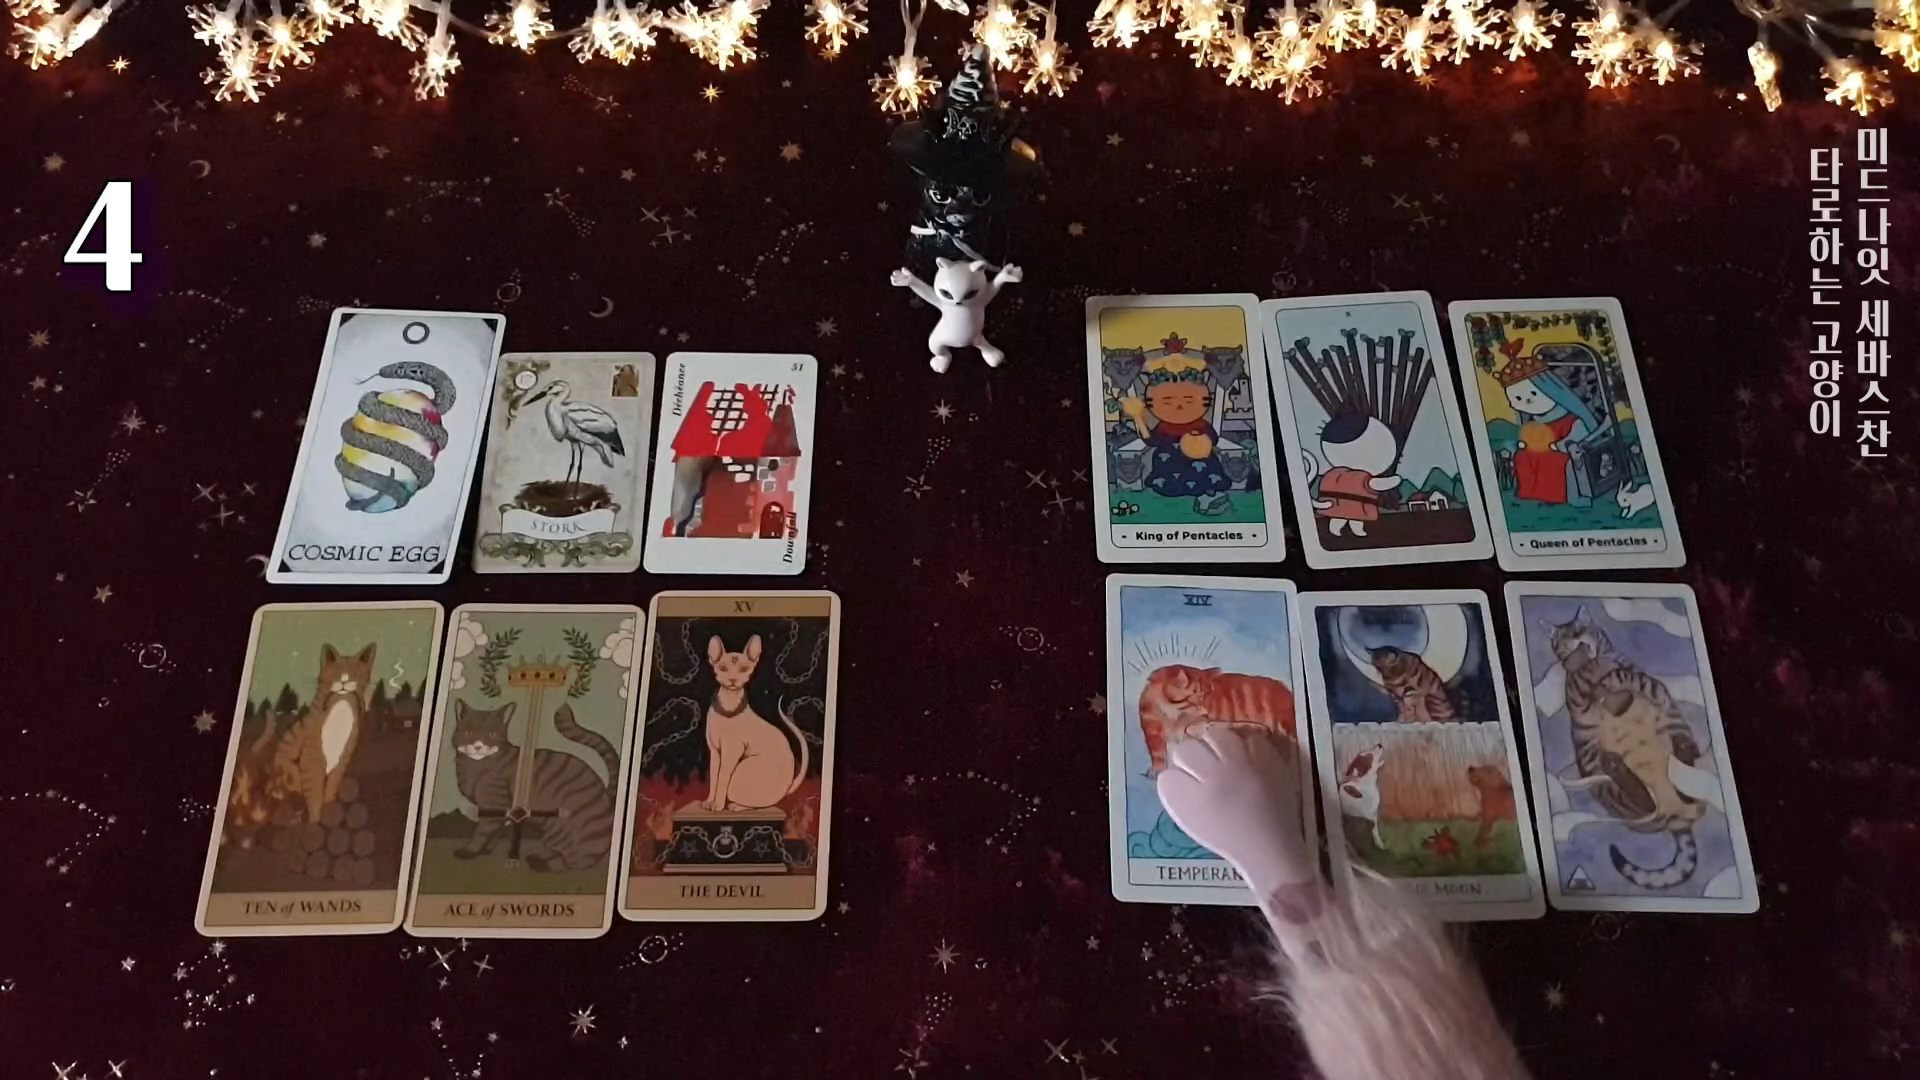 4
미드나잇 세바스찬
타로하는 고양이
COSMIC EGG
STORK
Déchéance
51
Downfall
King of Pentacles
X
Queen of Pentacles
TEN of WANDS
ACE of SWORDS
XV
THE DEVIL
XIV
TEMPERAN
MOON.